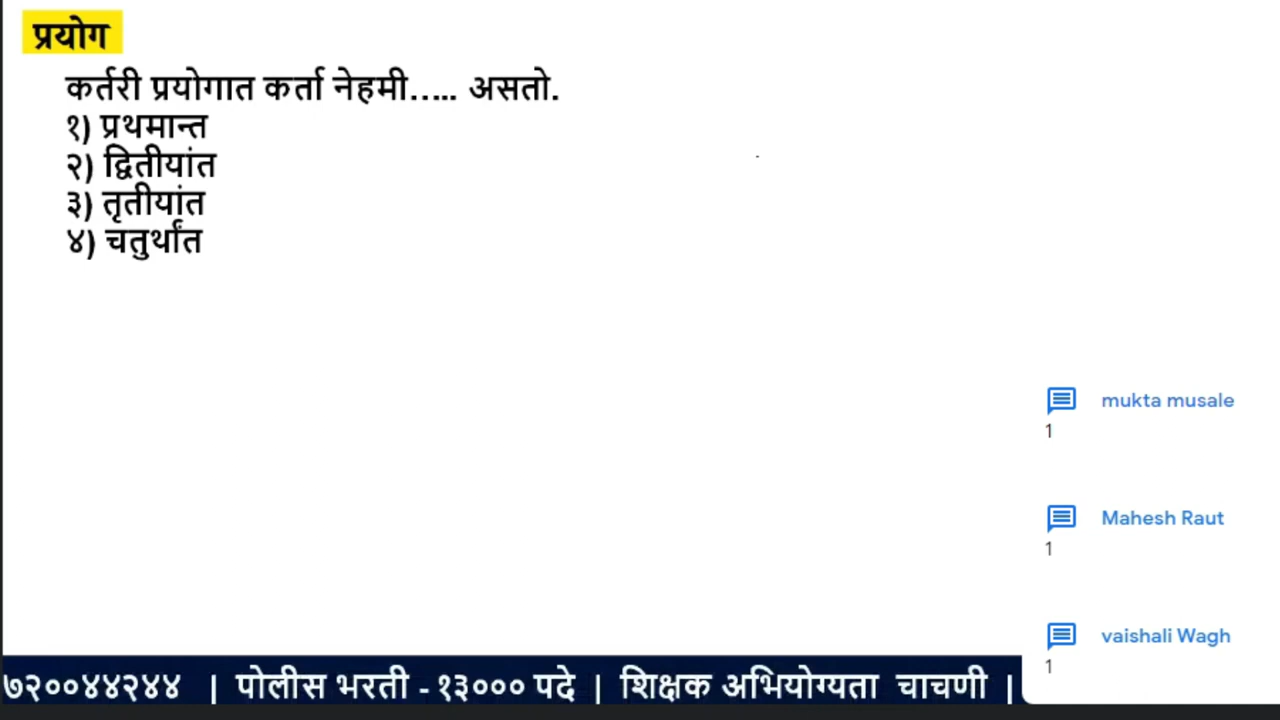 प्रयोग
कर्तरी प्रयोगात कर्ता नेहमी..... असतो.
१) प्रथमान्त
२) द्वितीयांत
३) तृतीयांत
४) चतुर्थांत
mukta musale
1
Mahesh Raut
1
vaishali Wagh
1
७२००४४२४४ | पोलीस भरती - १३००० पदे | शिक्षक अभियोग्यता चाचणी |